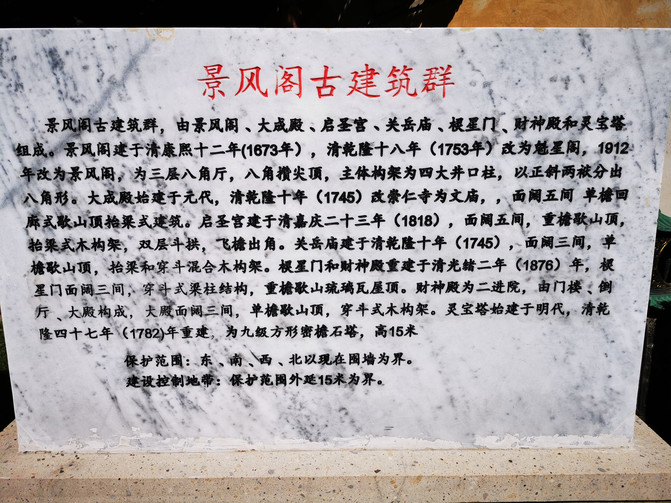 景风阁古建筑群
景风阁古建筑群，由景风阁、大成殿、启圣宫、关岳庙、棂星门、财神殿和灵宝塔
组成。景风阁建于清康熙十二年(1673年)，清乾隆十八年（1753年）改为魁星阁，1912
年改为景风阁，为三层八角厅，八角攒尖顶，主体构架为四大井口柱，以正斜两梀分出
八角形。大成殿始建于元代，清乾隆十年（1745）改崇仁寺为文庙，，面阔五间 单檐回
廊式歇山顶抬梁式建筑。启圣宫建于清嘉庆二十三年（1818），面阔五间，重檐歇山顶，
抬梁式木构架，双层斗拱，飞檐出角。关岳庙建于清乾隆十年（1745），面阔三间，单
檐歇山顶，抬梁和穿斗混合木构架。棂星门和财神殿重建于清光绪二年（1876）年，棂
星门面阔三间，穿斗式梁柱结构，重檐歇山琉璃瓦屋顶。财神殿为二进院，由门楼、倒
厅、大殿构成，大殿面阔三间，单檐歇山顶，穿斗式木构架。灵宝塔始建于明代，清乾
隆四十七年（1782)年重建，为九级方形密檐石塔，高15米
保护范围：东、南、西、北以现在围墙为界。
建设控制地带：保护范围外延15米为界。